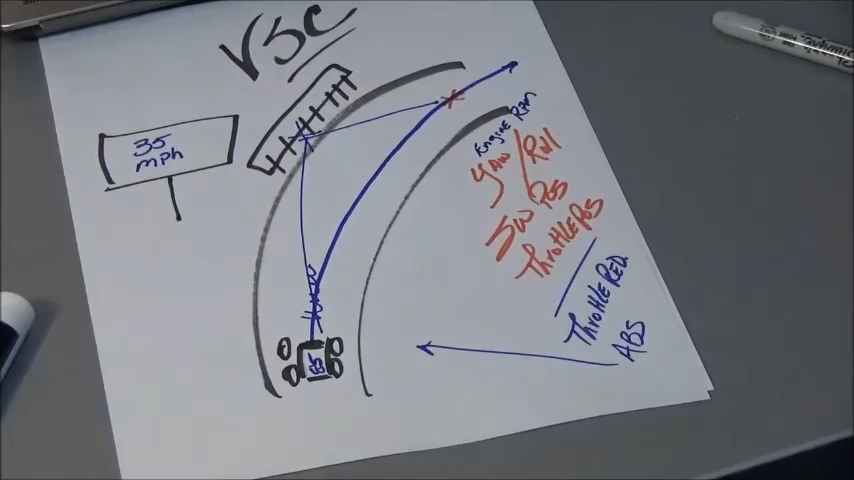 VSC
35
mph
Engine RPM
YAW / Roll
SW Pos
Throttle Pos
Throttle Red.
ABS